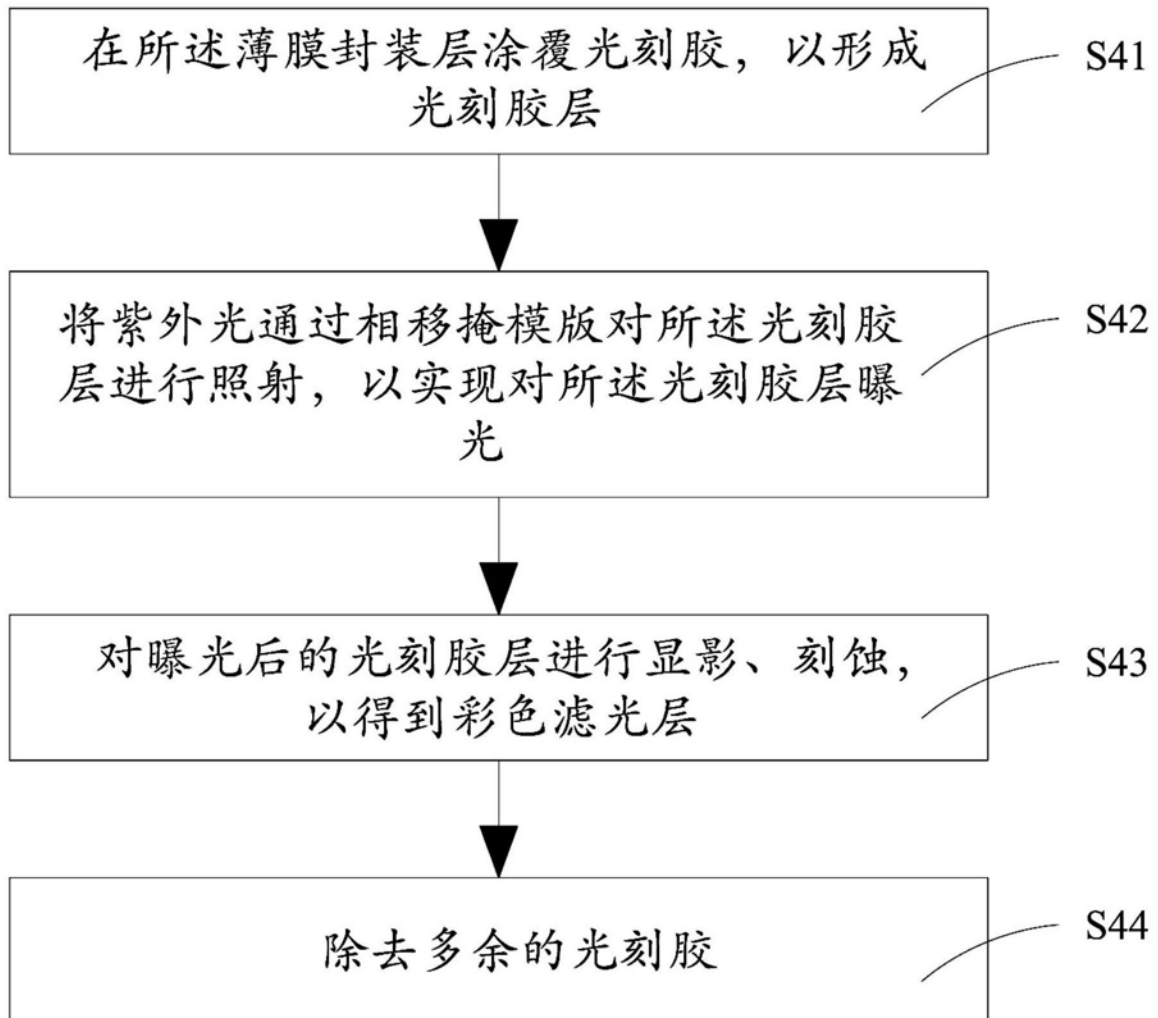 在所述薄膜封装层涂覆光刻胶，以形成
光刻胶层
S41
将紫外光通过相移掩模版对所述光刻胶
层进行照射，以实现对所述光刻胶层曝
光
S42
对曝光后的光刻胶层进行显影、刻蚀，
以得到彩色滤光层
S43
除去多余的光刻胶
S44